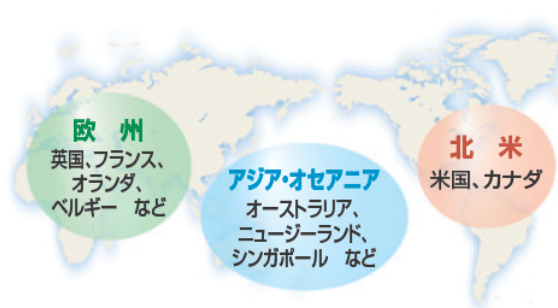 欧 州
英国、フランス、
オランダ、
ベルギー など
アジア・オセアニア
オーストラリア、
ニュージーランド、
シンガポール など
北 米
米国、カナダ